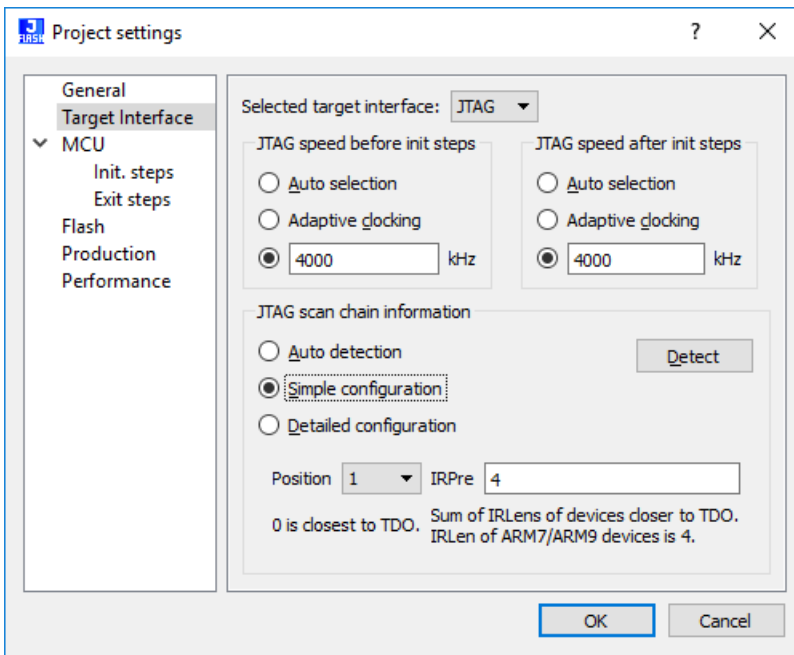 J
FLASH
Project settings
?
General
Target Interface
MCU
Init. steps
Exit steps
Flash
Production
Performance
Selected target interface: JTAG
JTAG speed before init steps
Auto selection
Adaptive clocking
4000 kHz
JTAG speed after init steps
Auto selection
Adaptive clocking
4000 kHz
JTAG scan chain information
Auto detection
Detect
Simple configuration
Detailed configuration
Position 1 IRPre 4
0 is closest to TDO.
Sum of IRLens of devices closer to TDO.
IRLen of ARM7/ARM9 devices is 4.
OK Cancel